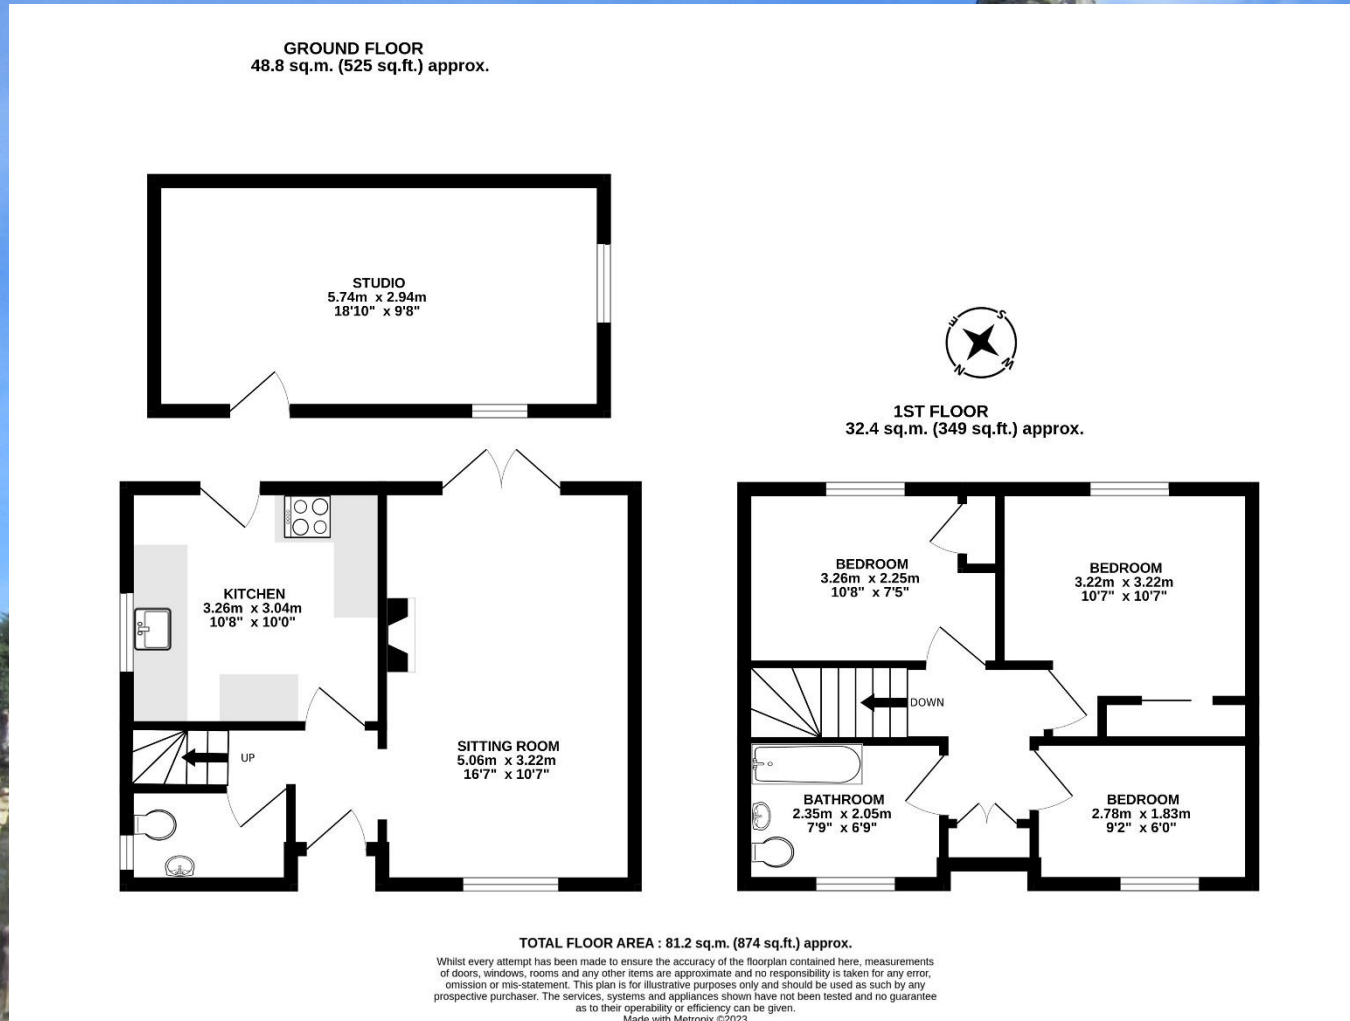 GROUND FLOOR
48.8 sq.m. (525 sq.ft.) approx.
STUDIO
5.74m x 2.94m
18'10" x 9'8"
S
E
W
N
1ST FLOOR
32.4 sq.m. (349 sq.ft.) approx.
KITCHEN
3.26m x 3.04m
10'8" x 10'0"
BEDROOM
3.26m x 2.25m
10'8" x 7'5"
BEDROOM
3.22m x 3.22m
10'7" x 10'7"
DOWN
SITTING ROOM
5.06m x 3.22m
16'7" x 10'7"
UP
BATHROOM
2.35m x 2.05m
7'9" x 6'9"
BEDROOM
2.78m x 1.83m
9'2" x 6'0"
TOTAL FLOOR AREA : 81.2 sq.m. (874 sq.ft.) approx.
Whilst every attempt has been made to ensure the accuracy of the floorplan contained here, measurements
of doors, windows, rooms and any other items are approximate and no responsibility is taken for any error,
omission or mis-statement. This plan is for illustrative purposes only and should be used as such by any
prospective purchaser. The services, systems and appliances shown have not been tested and no guarantee
as to their operability or efficiency can be given.
Made with Metropix ©2023